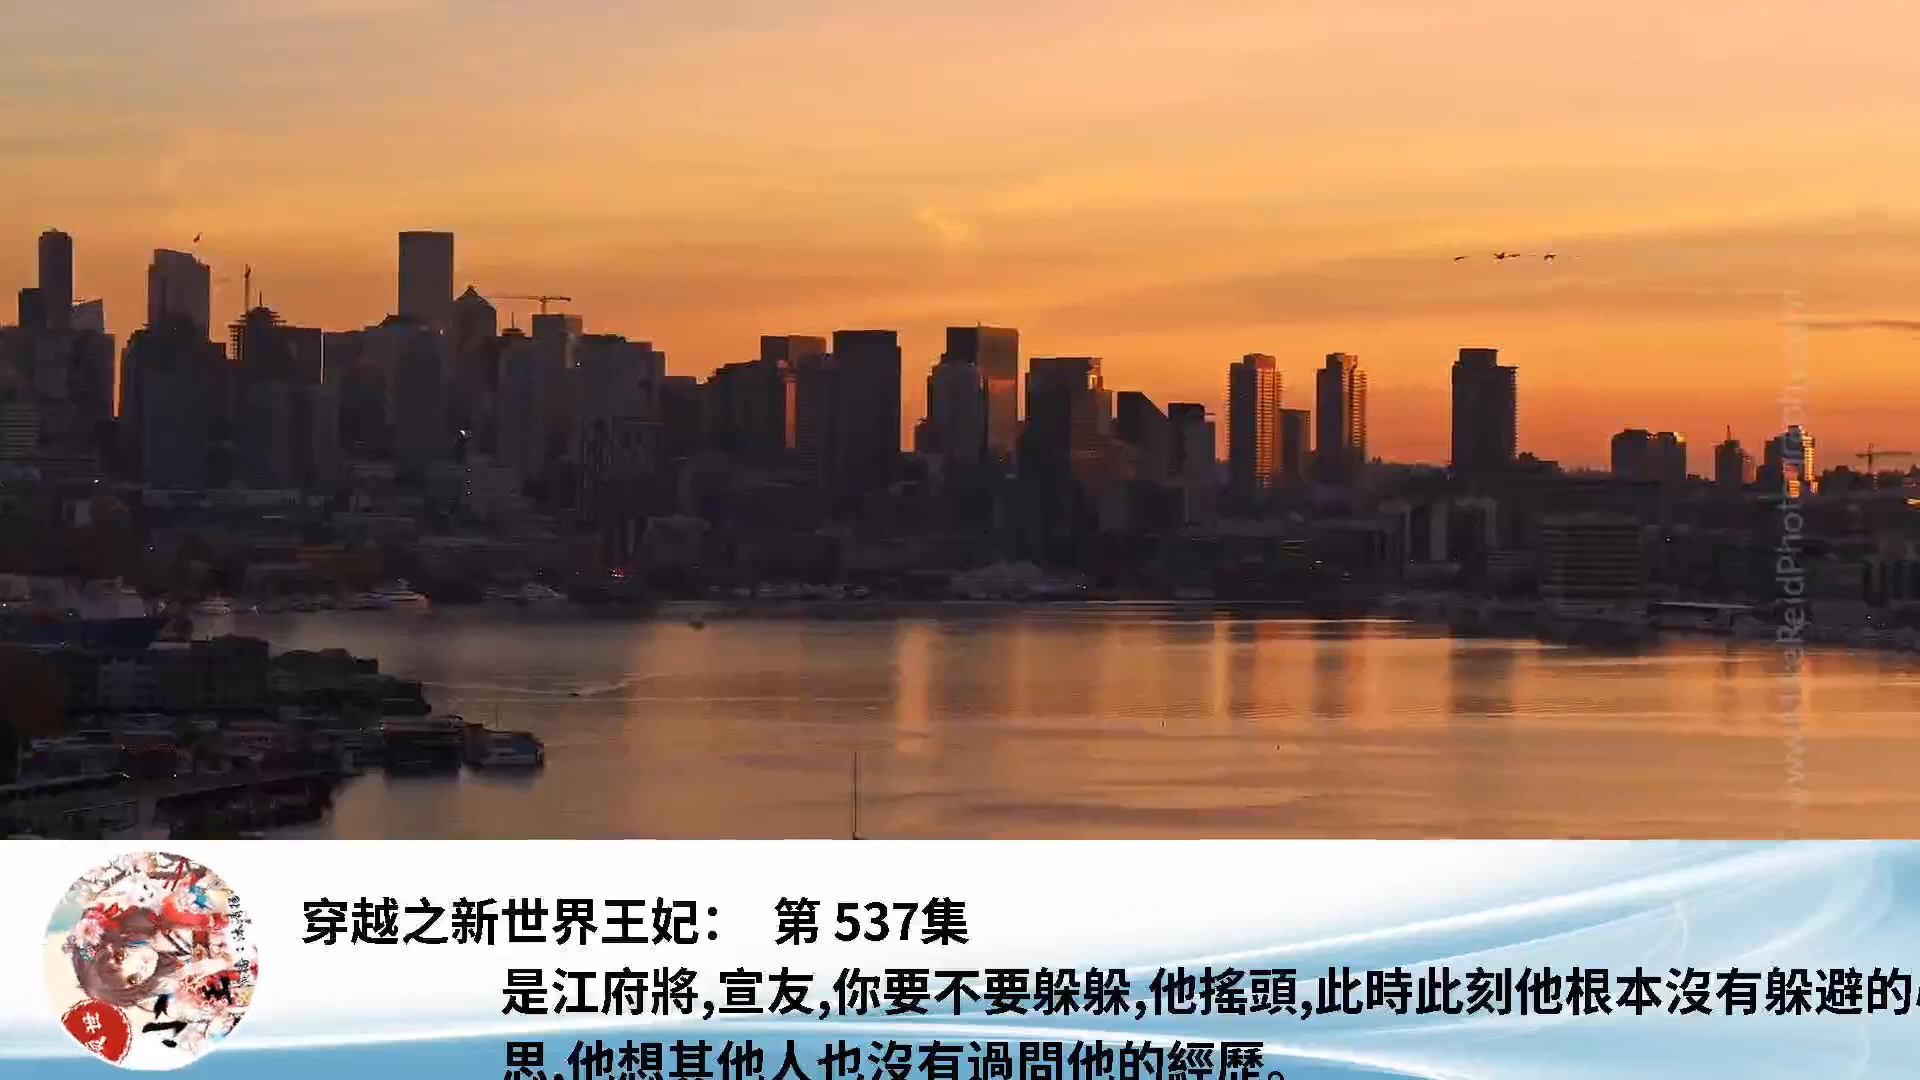 穿越之新世界王妃： 第 537集
是江府將,宣友,你要不要躲躲,他搖頭,此時此刻他根本沒有躲避的
思,他想其他人也沒有過問他的經歷。